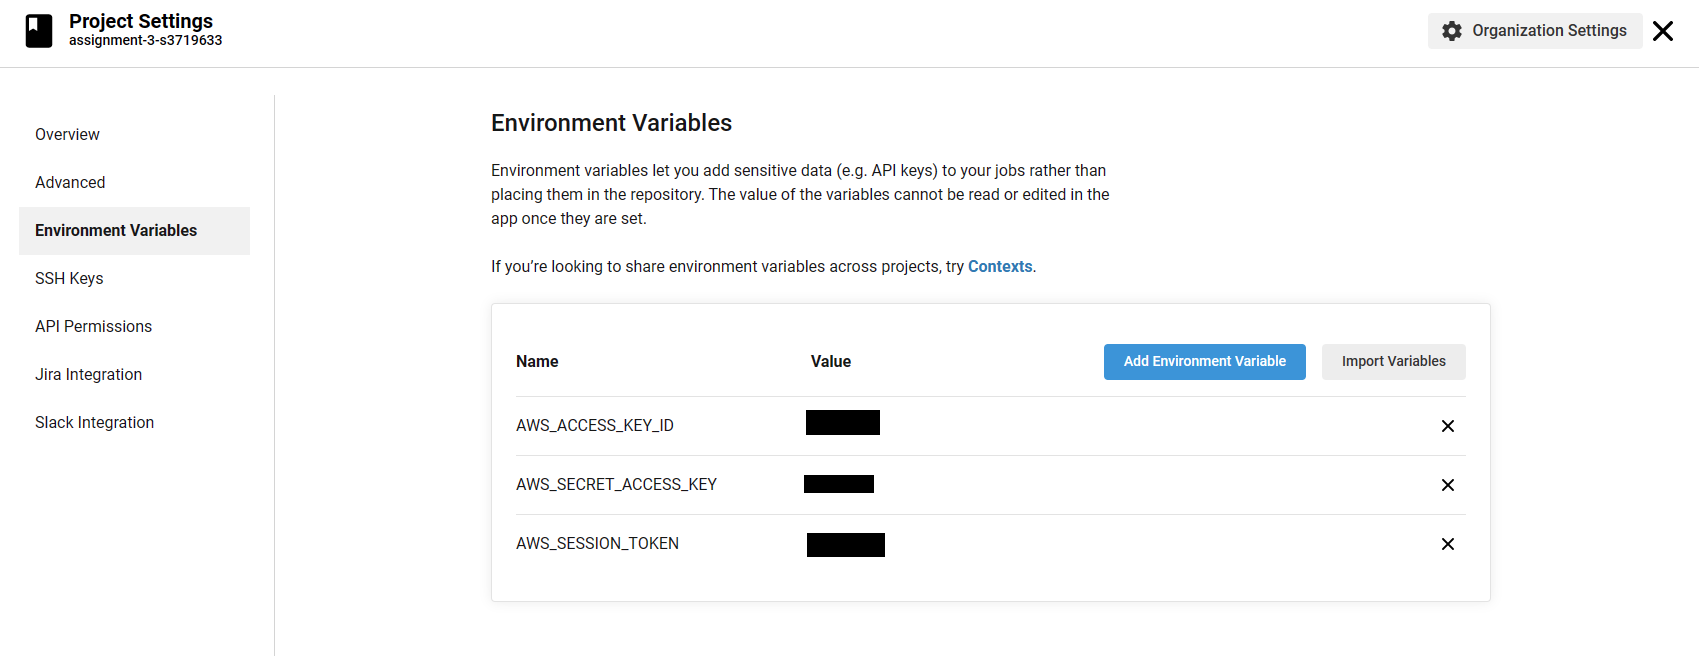 Project Settings
assignment-3-s3719633
Organization Settings
Overview
Advanced
Environment Variables
SSH Keys
API Permissions
Jira Integration
Slack Integration
Environment Variables
Environment variables let you add sensitive data (e.g. API keys) to your jobs rather than
placing them in the repository. The value of the variables cannot be read or edited in the
app once they are set.
If you’re looking to share environment variables across projects, try Contexts.
Name Value Add Environment Variable Import Variables
AWS_ACCESS_KEY_ID
AWS_SECRET_ACCESS_KEY
AWS_SESSION_TOKEN